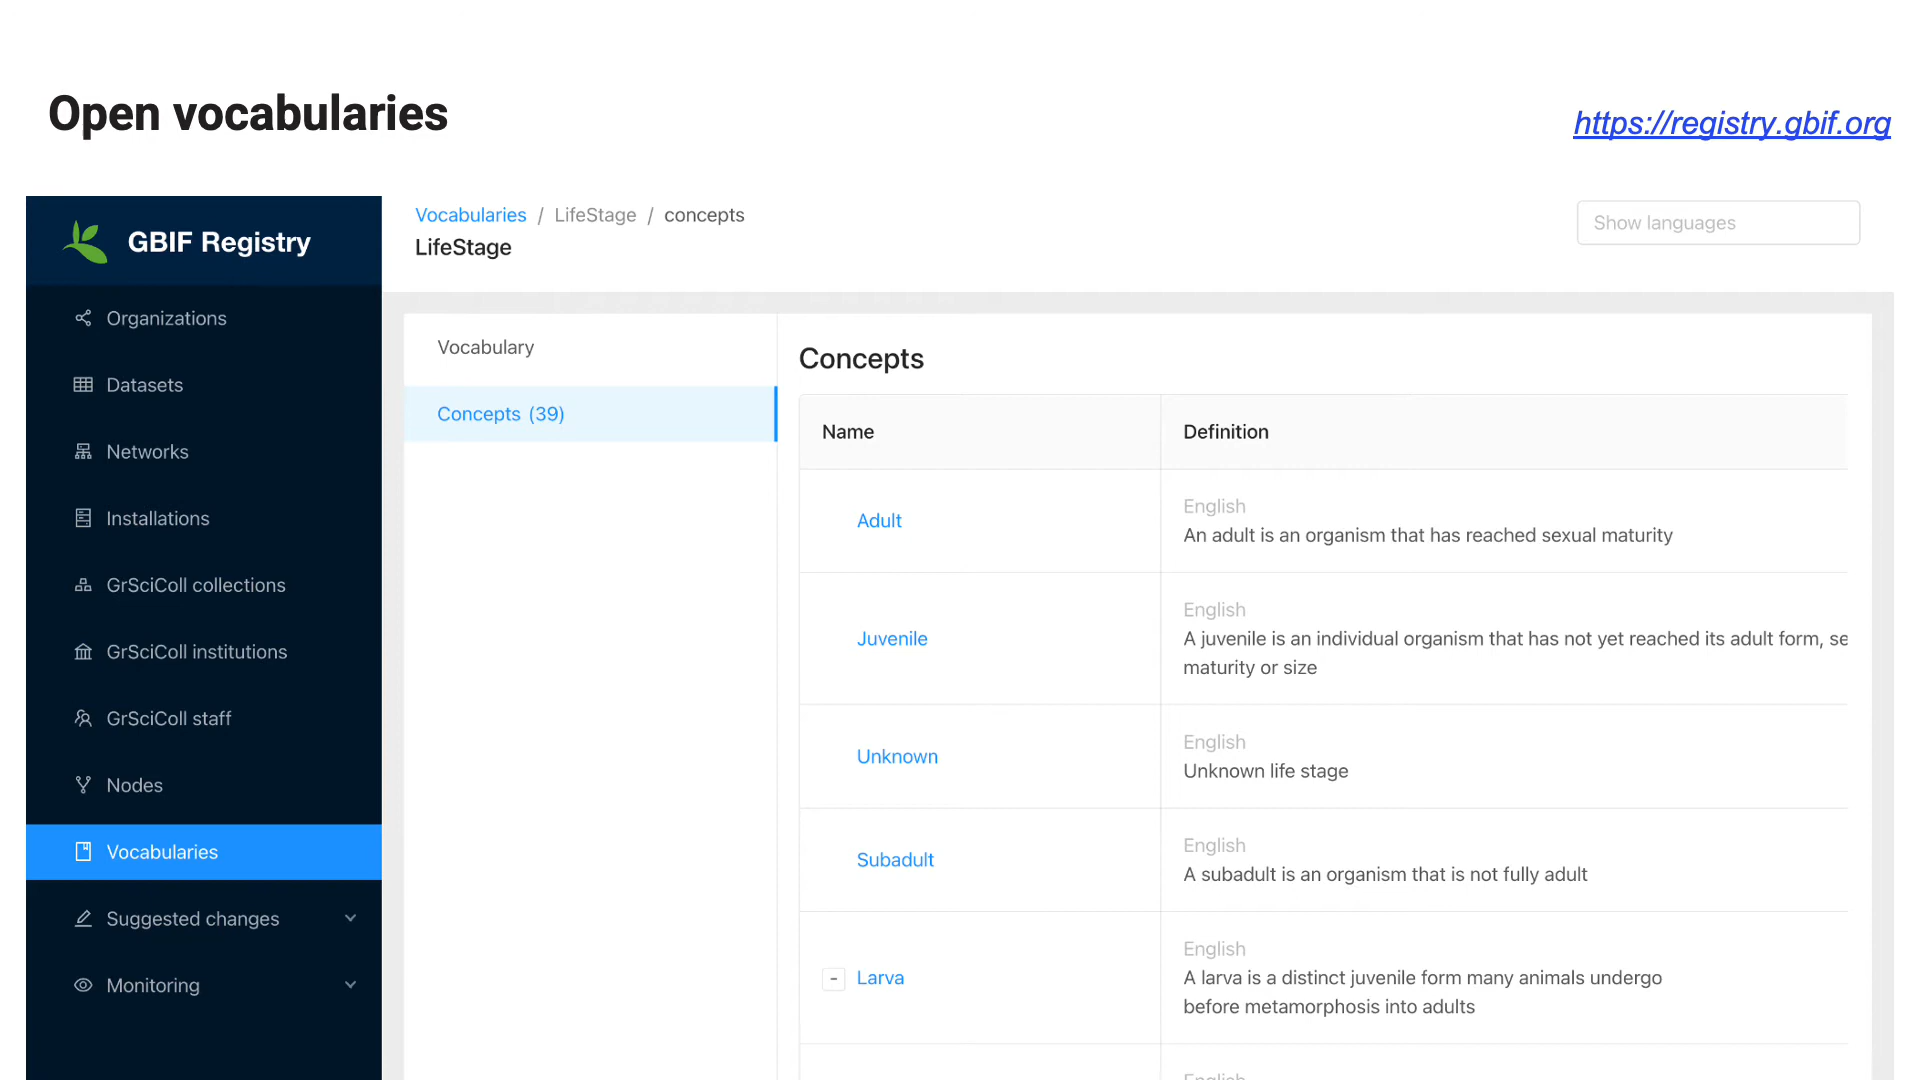 Open vocabularies
https://registry.gbif.org
GBIF Registry
Organizations
Datasets
Networks
Installations
GrSciColl collections
GrSciColl institutions
GrSciColl staff
Nodes
Vocabularies
Suggested changes
Monitoring
Vocabularies / LifeStage / concepts
LifeStage
Show languages
Vocabulary
Concepts (39)
Concepts
Name
Definition
Adult
English
An adult is an organism that has reached sexual maturity
Juvenile
English
A juvenile is an individual organism that has not yet reached its adult form, se
maturity or size
Unknown
English
Unknown life stage
Subadult
English
A subadult is an organism that is not fully adult
Larva
English
A larva is a distinct juvenile form many animals undergo
before metamorphosis into adults
English